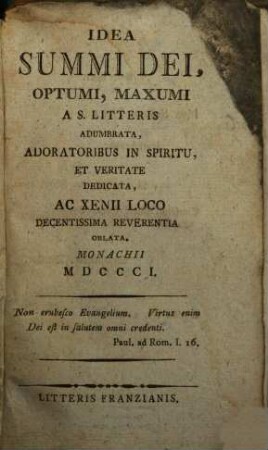 IDEA
SUMMI DEI,
OPTUMI, MAXUMI
A S. LITTERIS
ADUMBRATA,
ADORATORIBUS IN SPIRITU,
ET VERITATE
DEDICATA,
AC XENII LOCO
DECENTISSIMA REVERENTIA
OBLATA.
MONACHII
MDCCCI.
Non erubeſco Evangelium. Virtus enim
Dei eſt in ſalutem omni credenti.
Paul. ad Rom. I. 16.
LITTERIS FRANZIANIS.